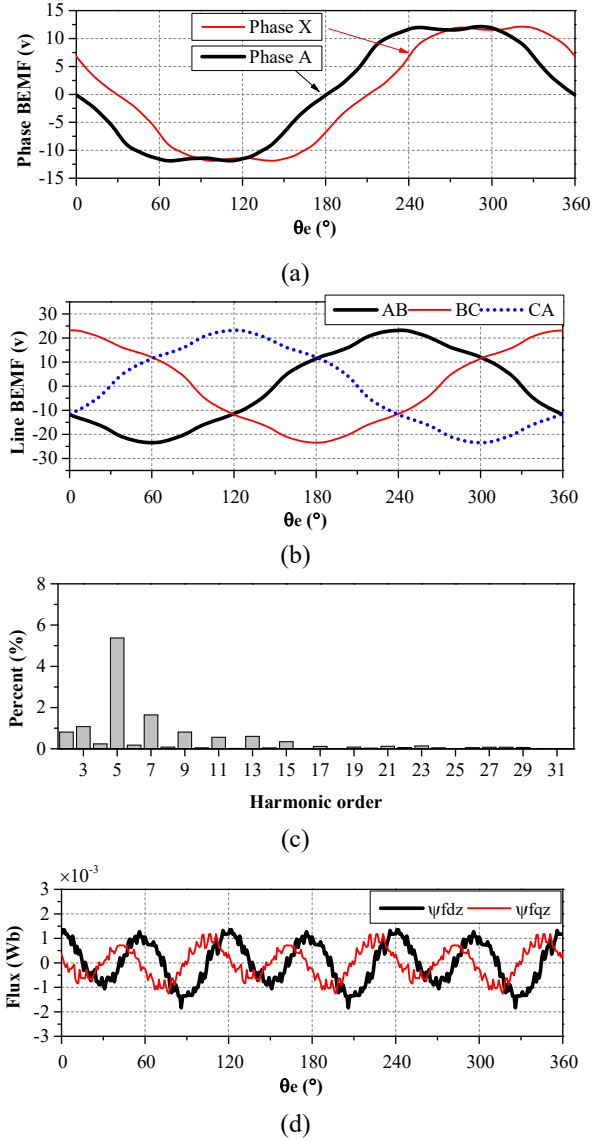 15
10
5
0
-5
-10
-15
Phase BEMF (v)
Phase X
Phase A
0 60 120 180 240 300 360
θe (°)
(a)
30
20
10
0
-10
-20
-30
Line BEMF (v)
AB BC CA
0 60 120 180 240 300 360
θe (°)
(b)
8
6
4
2
0
Percent (%)
3 5 7 9 11 13 15 17 19 21 23 25 27 29 31
Harmonic order
(c)
×10⁻³
3
2
1
0
-1
-2
-3
Flux (Wb)
ψfdz ψfqz
0 60 120 180 240 300 360
θe (°)
(d)